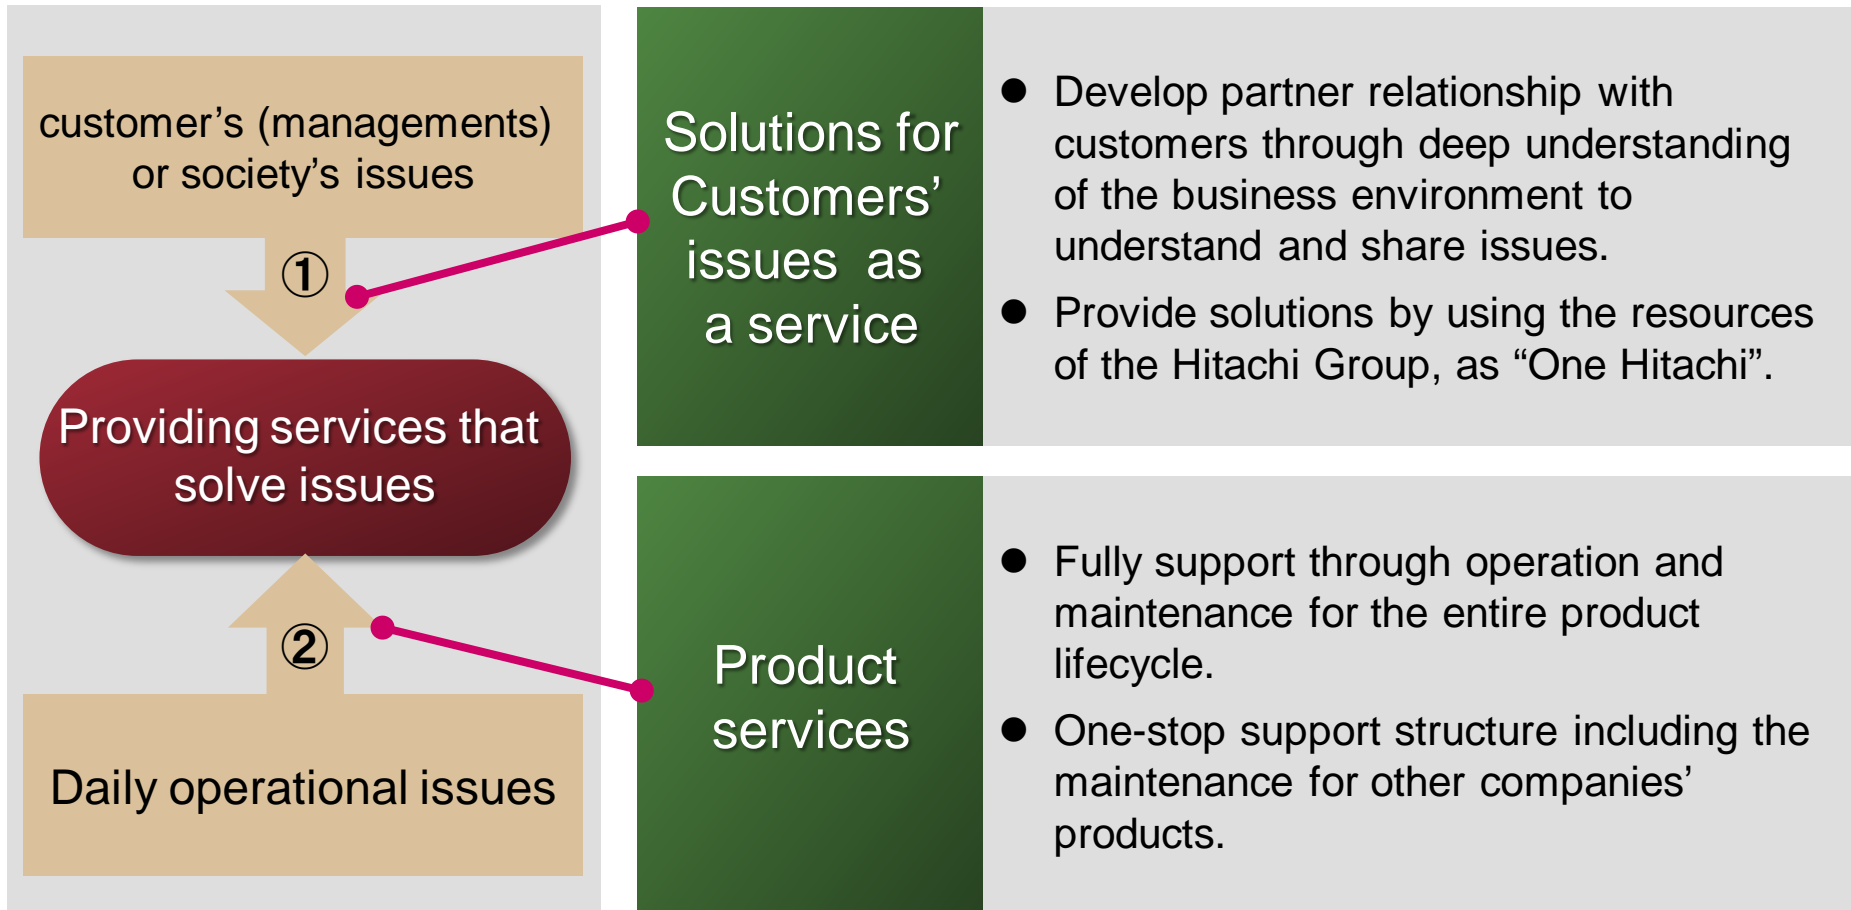 customer’s (managements)
or society’s issues
①
Providing services that
solve issues
②
Daily operational issues
Solutions for
Customers’
issues as
a service
● Develop partner relationship with
customers through deep understanding
of the business environment to
understand and share issues.
● Provide solutions by using the resources
of the Hitachi Group, as “One Hitachi”.
Product
services
● Fully support through operation and
maintenance for the entire product
lifecycle.
● One-stop support structure including the
maintenance for other companies’
products.